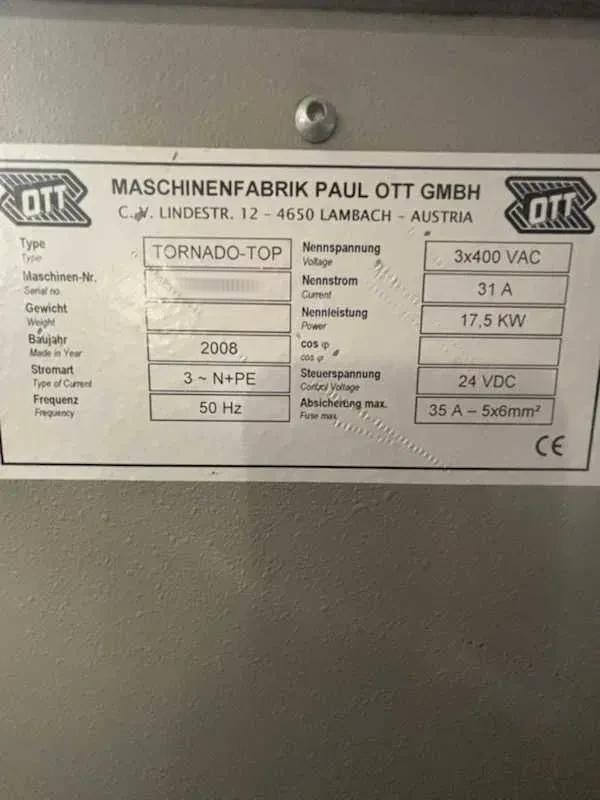 OTT
MASCHINENFABRIK PAUL OTT GMBH
OTT
C.V. LINDESTR. 12 - 4650 LAMBACH - AUSTRIA
Type TORNADO-TOP Nennspannung 3x400 VAC
Type Voltage
Maschinen-Nr. Nennstrom 31 A
Serial no. Current
Gewicht Nennleistung 17,5 KW
Weight Power
Baujahr 2008 cos φ
Made in Year cos φ
Stromart 3 ~ N+PE Steuerspannung 24 VDC
Type of Current Control Voltage
Frequenz 50 Hz Absicherung max. 35 A – 5x6mm²
Frequency Fuse max.
CE